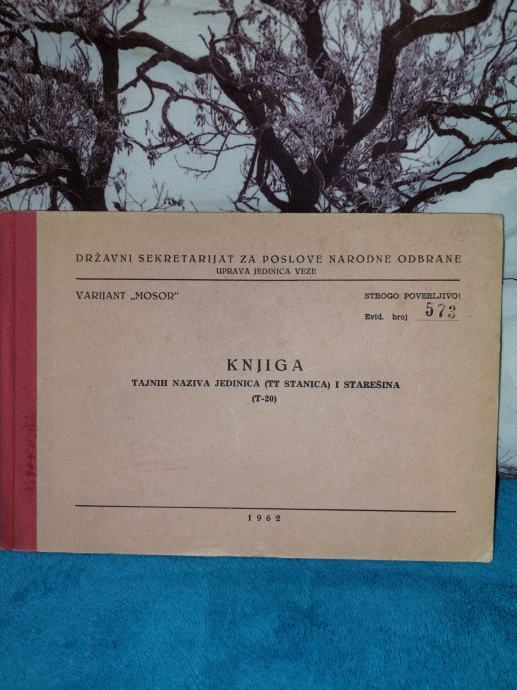 DRŽAVNI SEKRETARIJAT ZA POSLOVE NARODNE ODBRANE
UPRAVA JEDINICA VEZE
VARIJANT „MOSOR"
STROGO POVERLJIVO!
Evid. broj 573
KNJIGA
TAJNIH NAZIVA JEDINICA (TT STANICA) I STAREŠINA
(T-20)
1962